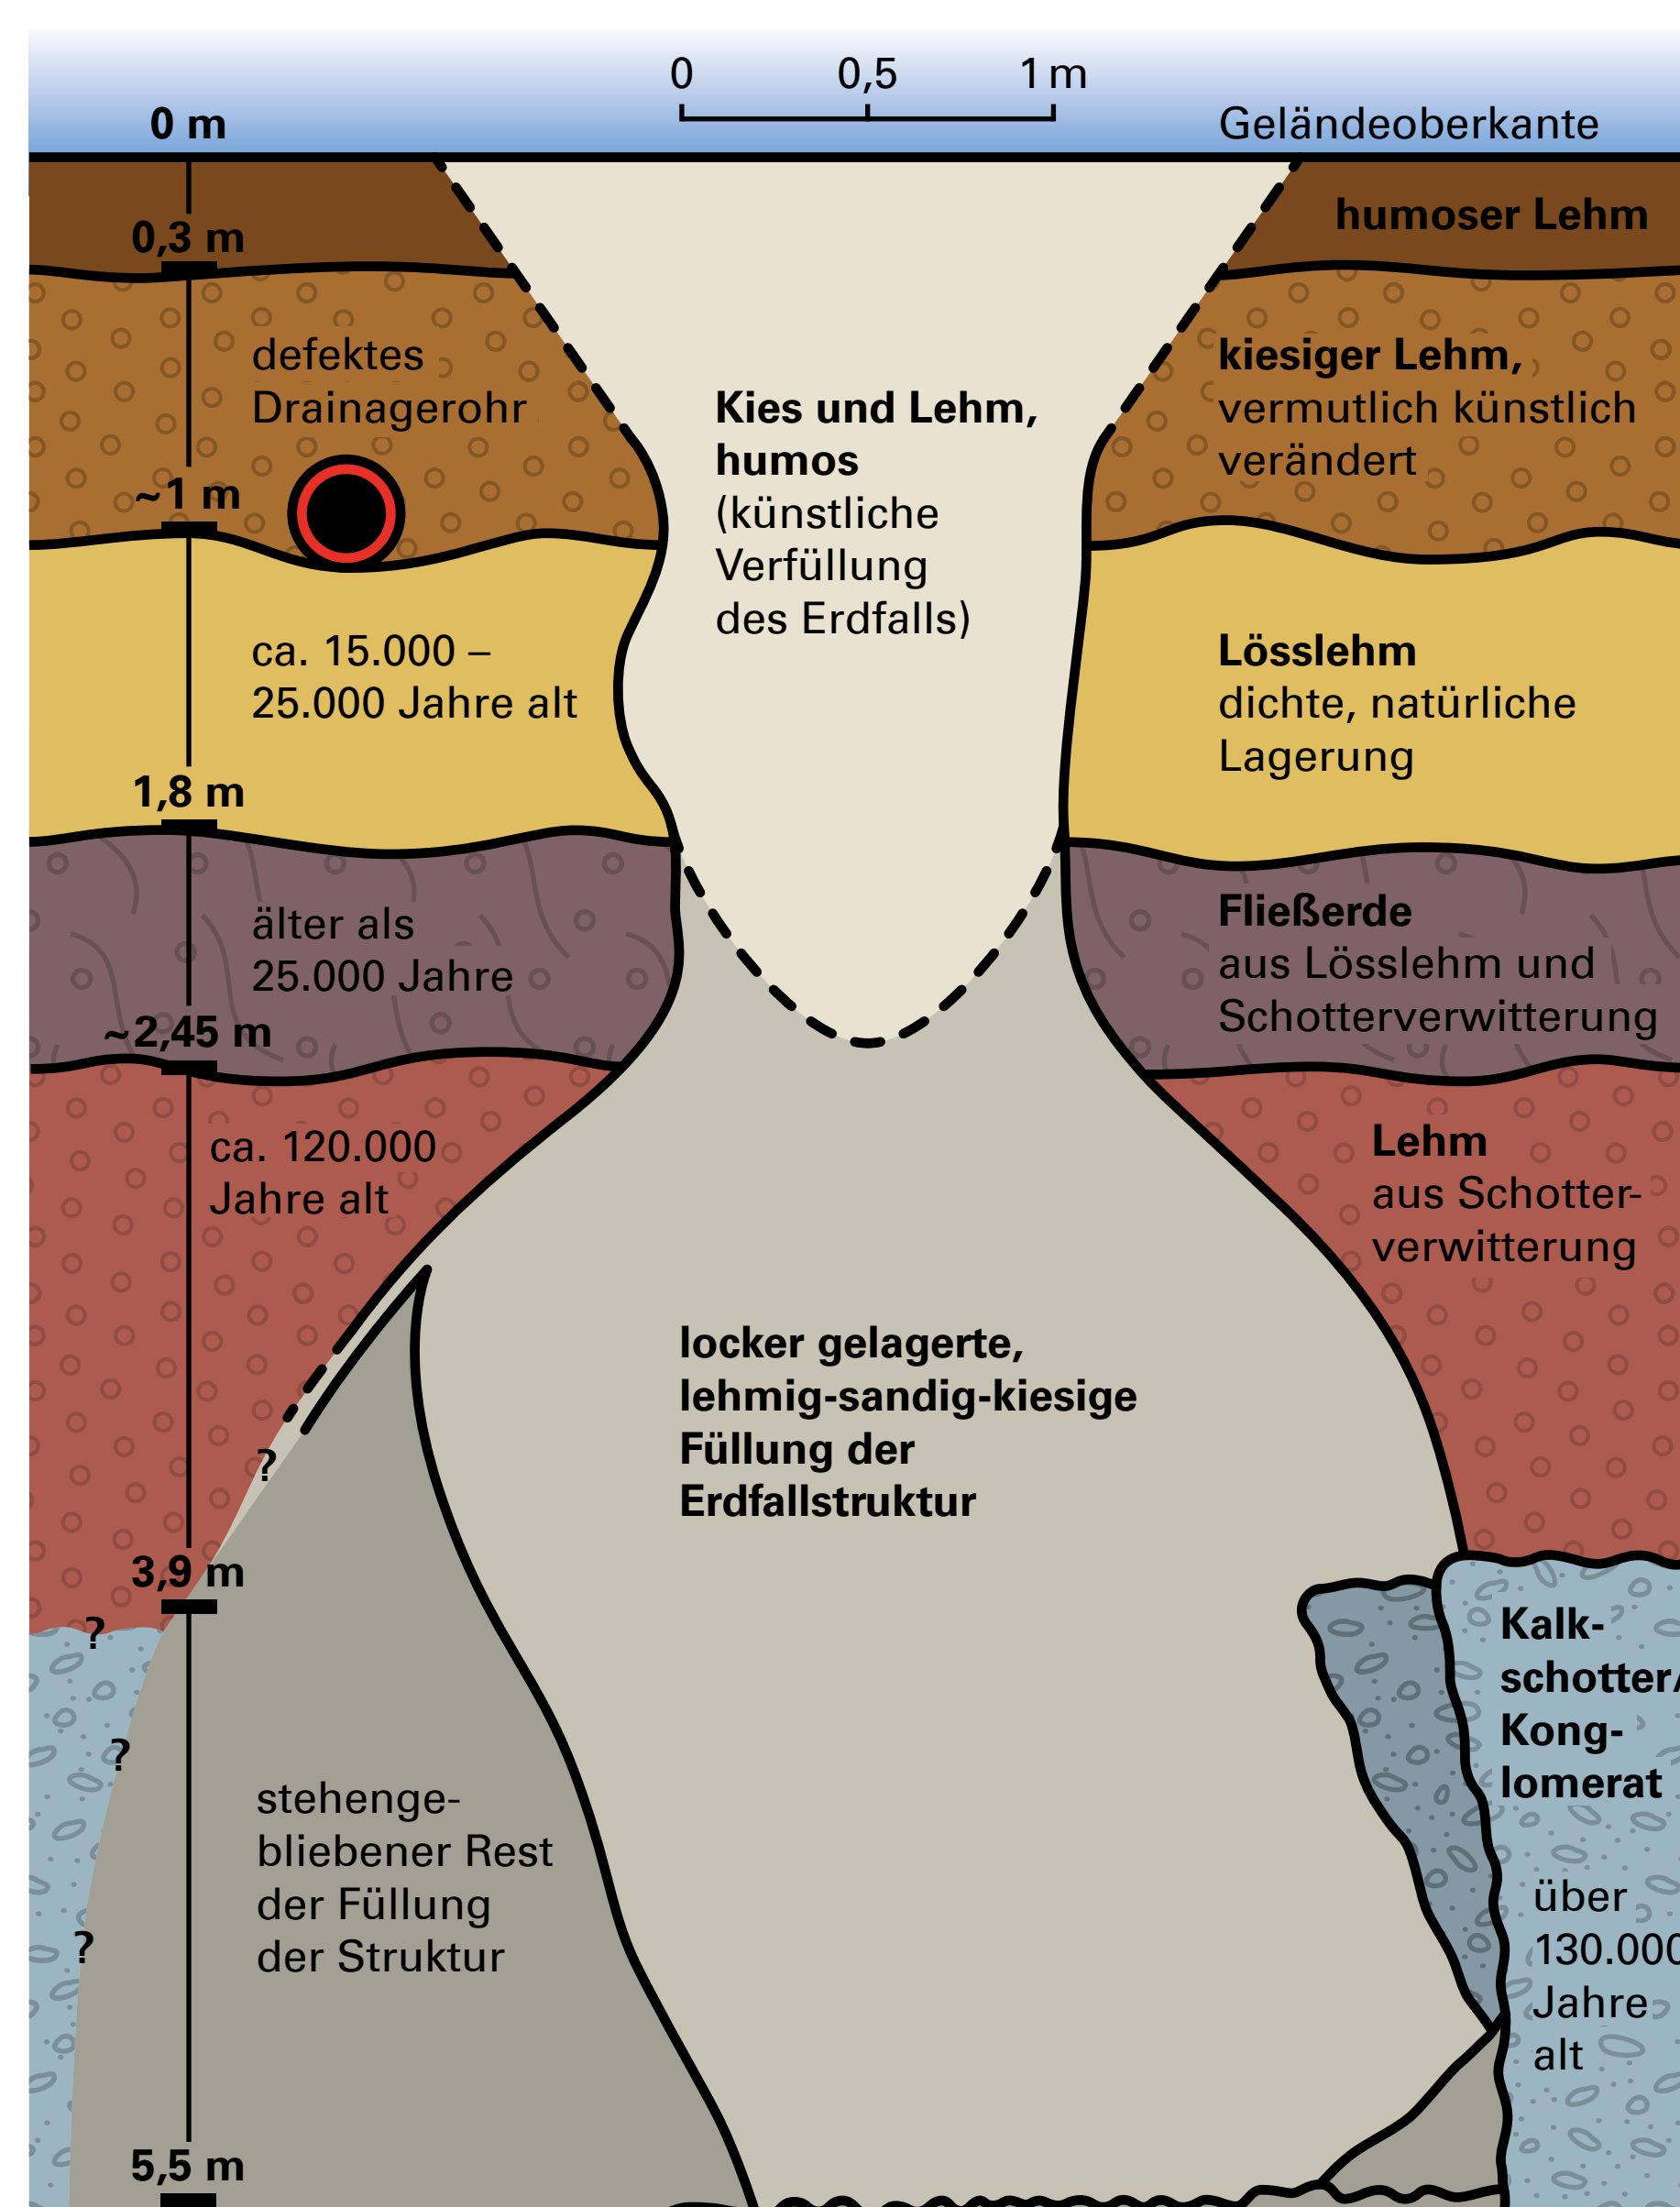 0 0,5 1 m
0 m
Geländeoberkante
humoser Lehm
0,3 m
defektes
Drainagerohr
kiesiger Lehm,
vermutlich künstlich
verändert
Kies und Lehm,
humos
(künstliche
Verfüllung
des Erdfalls)
~1 m
ca. 15.000 –
25.000 Jahre alt
Lösslehm
dichte, natürliche
Lagerung
1,8 m
älter als
25.000 Jahre
Fließerde
aus Lösslehm und
Schotterverwitterung
~2,45 m
ca. 120.000
Jahre alt
Lehm
aus Schotter-
verwitterung
locker gelagerte,
lehmig-sandig-kiesige
Füllung der
Erdfallstruktur
?
3,9 m
?
Kalk-
schotter/
Kong-
lomerat
?
stehenge-
bliebener Rest
der Füllung
der Struktur
über
130.000
Jahre
alt
?
5,5 m